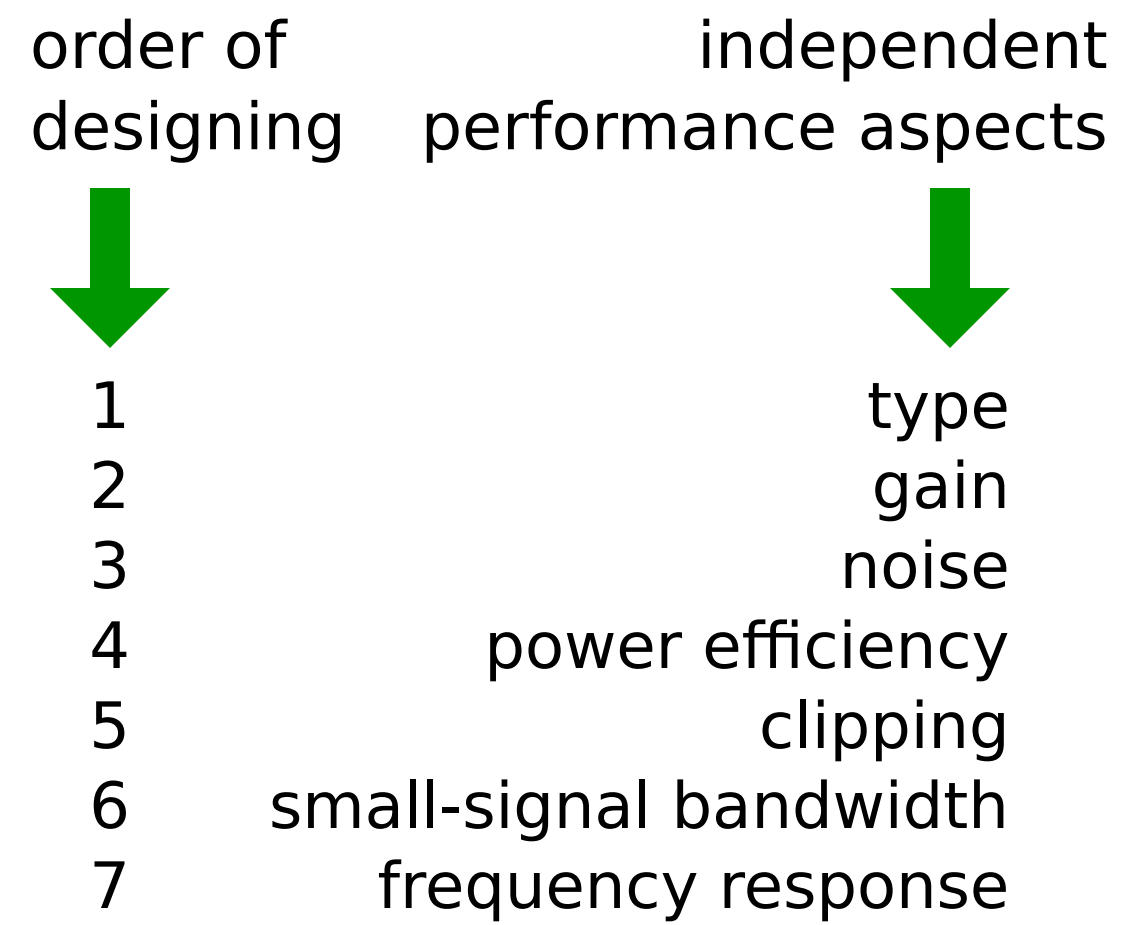 order of
designing
independent
performance aspects
1 type
2 gain
3 noise
4 power efficiency
5 clipping
6 small-signal bandwidth
7 frequency response